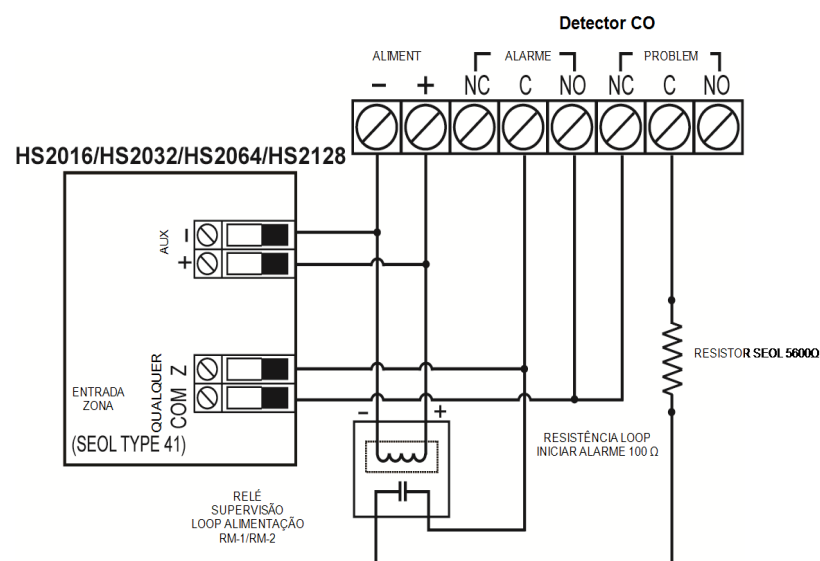 Detector CO
ALIMENT
ALARME
PROBLEM
− + NC C NO NC C NO
HS2016/HS2032/HS2064/HS2128
AUX
−
+
ENTRADA
ZONA
QUALQUER
COM Z
(SEOL TYPE 41)
RESISTOR SEOL 5600Ω
- +
RESISTÊNCIA LOOP
INICIAR ALARME 100 Ω
RELÉ
SUPERVISÃO
LOOP ALIMENTAÇÃO
RM-1/RM-2